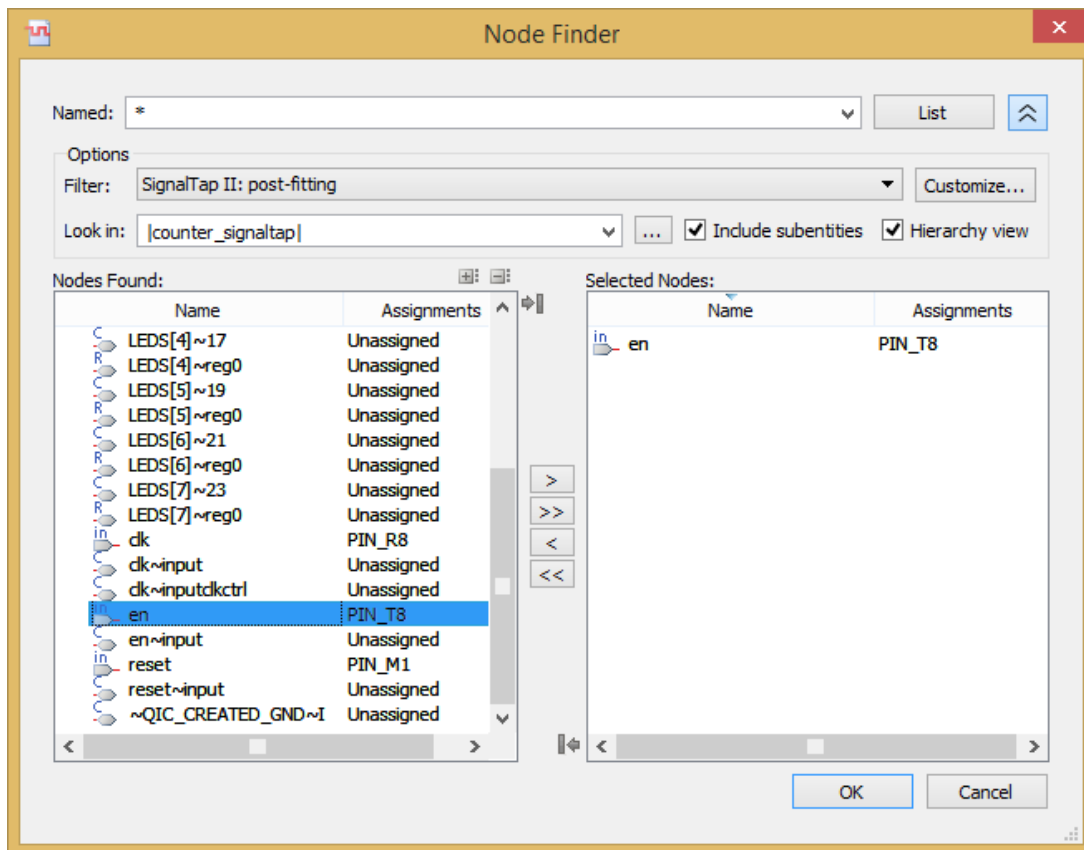 Node Finder
Named: * List
Options
Filter: SignalTap II: post-fitting Customize...
Look in: |counter_signaltap| ... Include subentities Hierarchy view
Nodes Found: Selected Nodes:
Name Assignments Name Assignments
C LEDS[4]~17 Unassigned in en PIN_T8
R LEDS[4]~reg0 Unassigned
C LEDS[5]~19 Unassigned
R LEDS[5]~reg0 Unassigned
C LEDS[6]~21 Unassigned
R LEDS[6]~reg0 Unassigned
C LEDS[7]~23 Unassigned
R LEDS[7]~reg0 Unassigned
in clk PIN_R8
C clk~input Unassigned
C clk~inputclkctrl Unassigned
in en PIN_T8
C en~input Unassigned
in reset PIN_M1
C reset~input Unassigned
C ~QIC_CREATED_GND~I Unassigned
>
>>
<
<<
OK Cancel